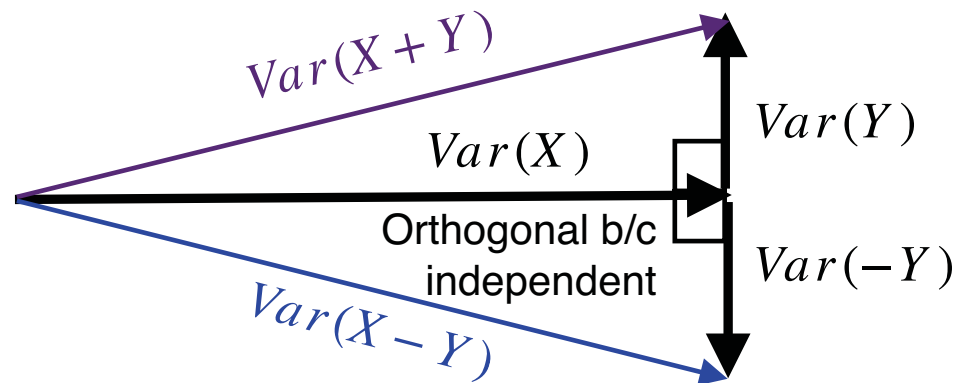 Var(X + Y)
Var(Y)
Var(X)
Orthogonal b/c
independent
Var(−Y)
Var(X − Y)